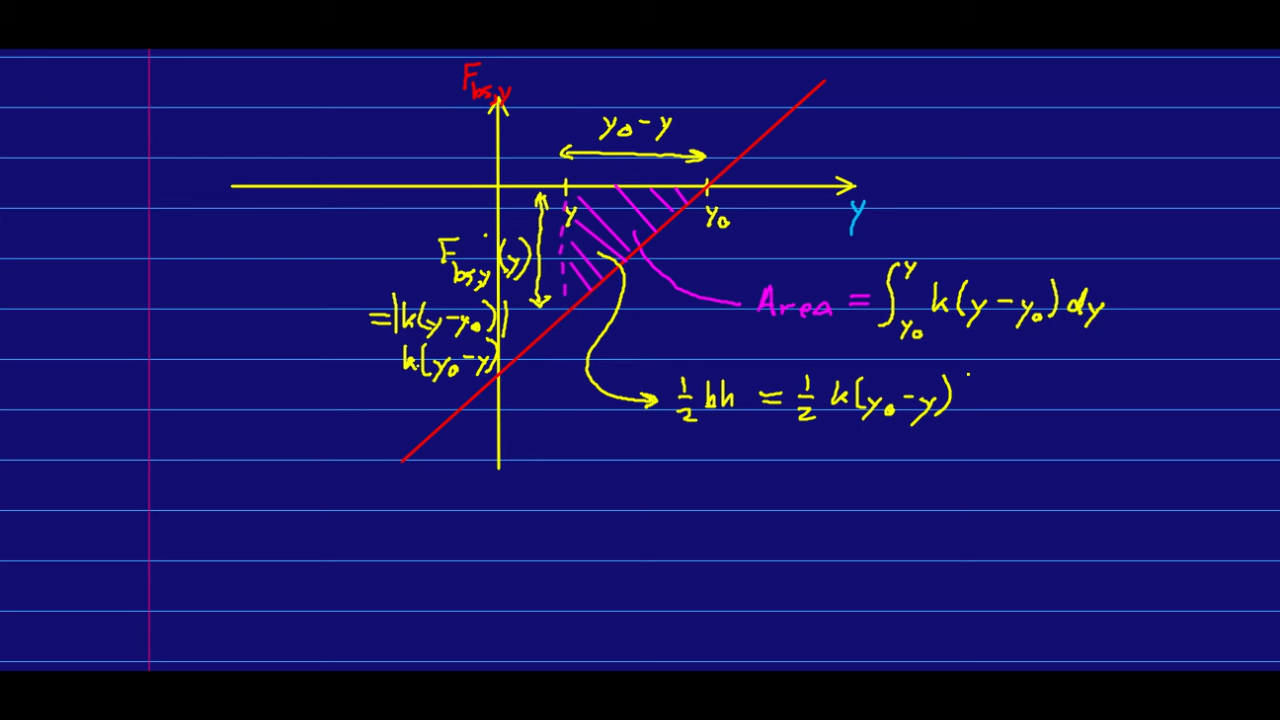 F_bs,y
y₀ - y
y
y₀
y
F_bs,y (y)
= |k(y-y₀)|
k(y₀-y)
Area = ∫_{y₀}^{y} k(y-y₀) dy
½ bh = ½ k(y₀-y)